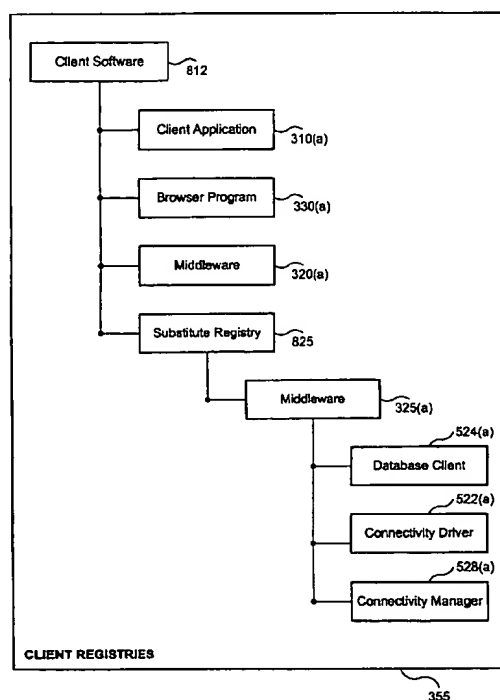 Client Software
812
Client Application
310(a)
Browser Program
330(a)
Middleware
320(a)
Substitute Registry
825
Middleware
325(a)
524(a)
Database Client
522(a)
Connectivity Driver
528(a)
Connectivity Manager
CLIENT REGISTRIES
355